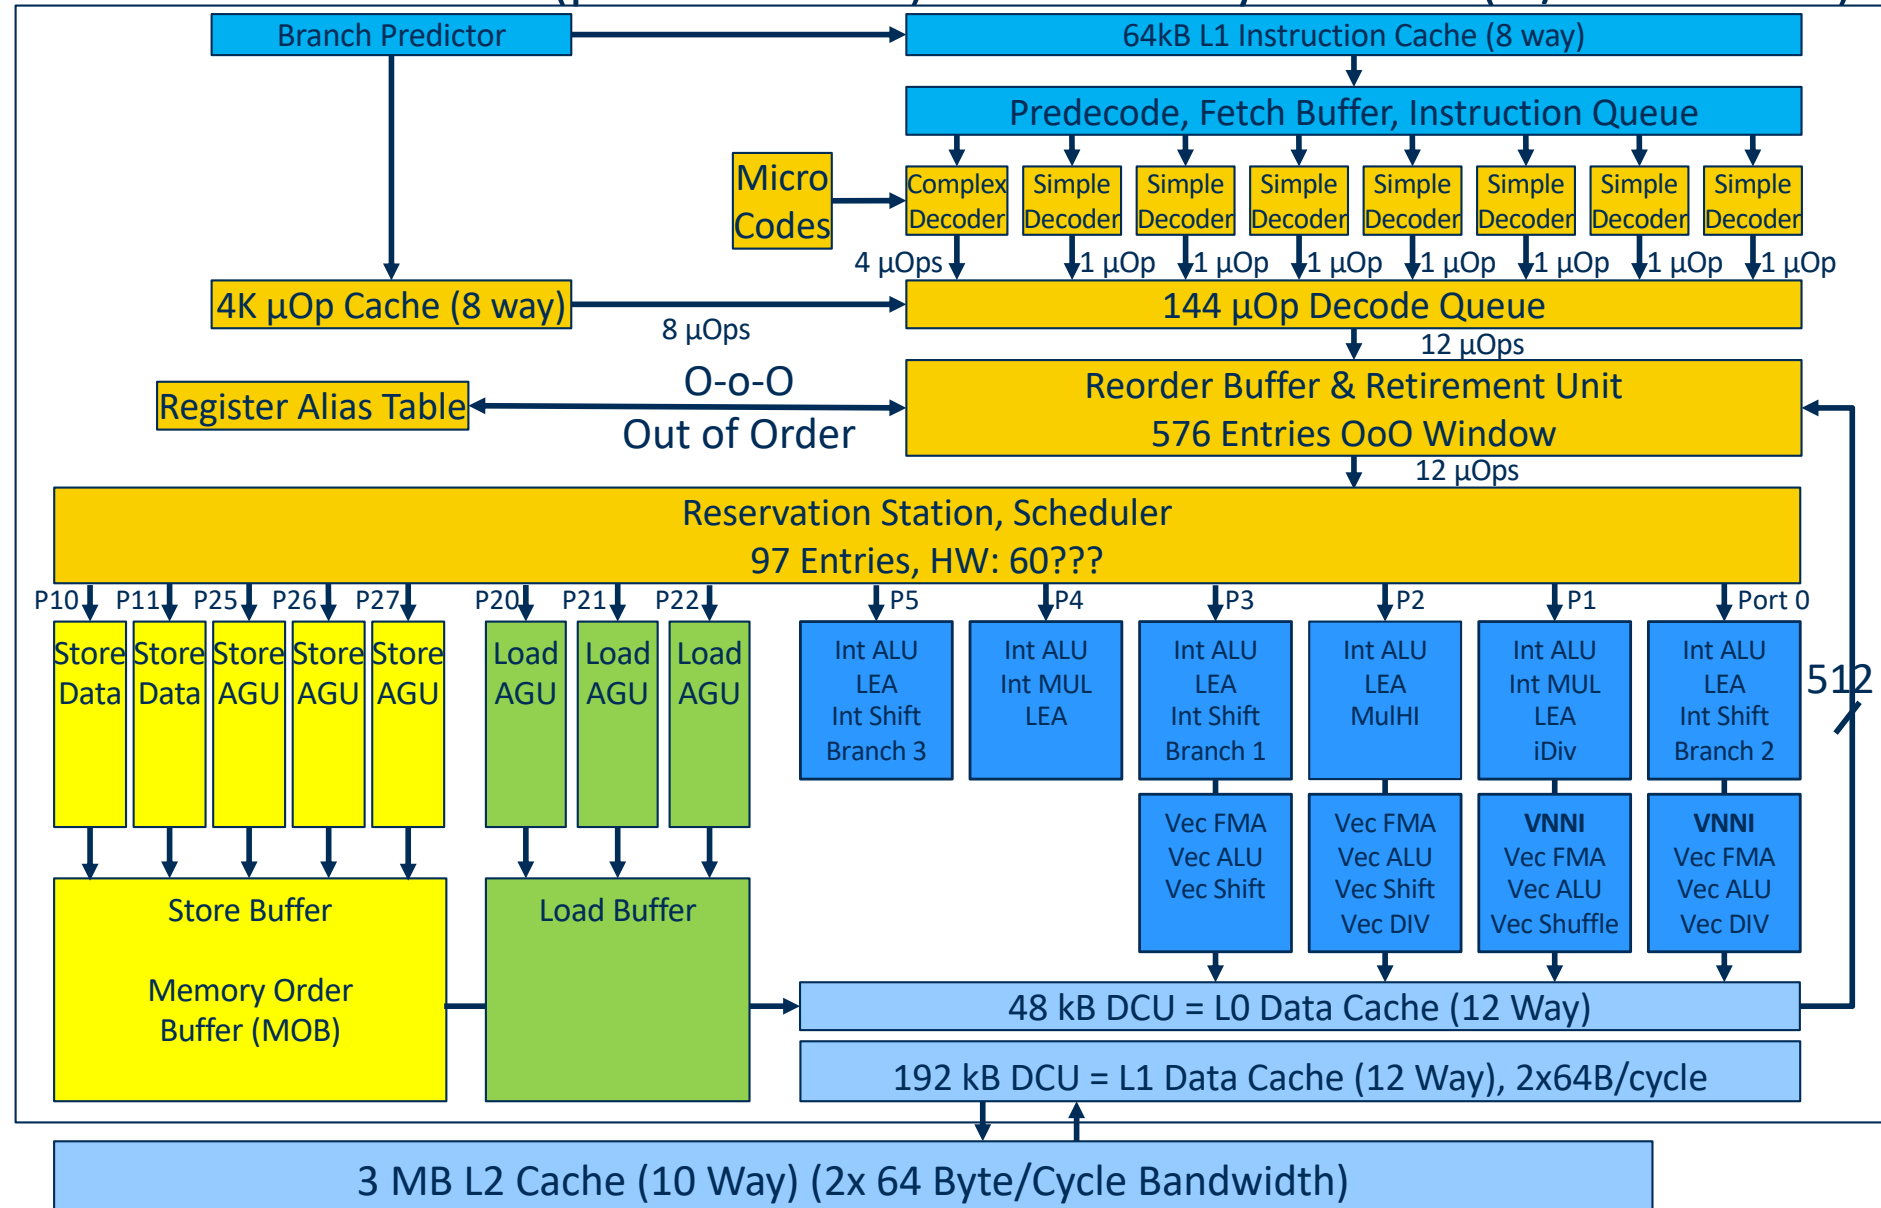 Branch Predictor
64kB L1 Instruction Cache (8 way)
Predecode, Fetch Buffer, Instruction Queue
Micro
Codes
Complex
Decoder
Simple
Decoder
Simple
Decoder
Simple
Decoder
Simple
Decoder
Simple
Decoder
Simple
Decoder
Simple
Decoder
4 µOps
1 µOp
1 µOp
1 µOp
1 µOp
1 µOp
1 µOp
1 µOp
4K µOp Cache (8 way)
8 µOps
144 µOp Decode Queue
12 µOps
Register Alias Table
O-o-O
Out of Order
Reorder Buffer & Retirement Unit
576 Entries OoO Window
12 µOps
Reservation Station, Scheduler
97 Entries, HW: 60???
P10
P11
P25
P26
P27
P20
P21
P22
P5
P4
P3
P2
P1
Port 0
Store
Data
Store
Data
Store
AGU
Store
AGU
Store
AGU
Load
AGU
Load
AGU
Load
AGU
Int ALU
LEA
Int Shift
Branch 3
Int ALU
Int MUL
LEA
Int ALU
LEA
Int Shift
Branch 1
Int ALU
LEA
MulHI
Int ALU
Int MUL
LEA
iDiv
Int ALU
LEA
Int Shift
Branch 2
512
Vec FMA
Vec ALU
Vec Shift
Vec FMA
Vec ALU
Vec Shift
Vec DIV
VNNI
Vec FMA
Vec ALU
Vec Shuffle
VNNI
Vec FMA
Vec ALU
Vec DIV
Store Buffer
Memory Order
Buffer (MOB)
Load Buffer
48 kB DCU = L0 Data Cache (12 Way)
192 kB DCU = L1 Data Cache (12 Way), 2x64B/cycle
3 MB L2 Cache (10 Way) (2x 64 Byte/Cycle Bandwidth)